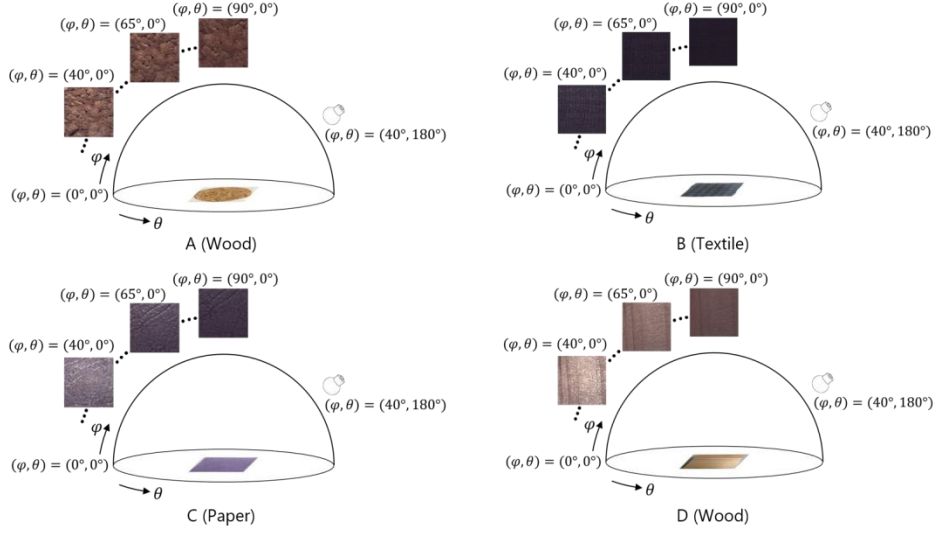 (φ, θ) = (90°, 0°)
(φ, θ) = (65°, 0°)
(φ, θ) = (40°, 0°)
(φ, θ) = (40°, 180°)
φ
(φ, θ) = (0°, 0°)
θ
A (Wood)
(φ, θ) = (90°, 0°)
(φ, θ) = (65°, 0°)
(φ, θ) = (40°, 0°)
(φ, θ) = (40°, 180°)
φ
(φ, θ) = (0°, 0°)
θ
B (Textile)
(φ, θ) = (90°, 0°)
(φ, θ) = (65°, 0°)
(φ, θ) = (40°, 0°)
(φ, θ) = (40°, 180°)
φ
(φ, θ) = (0°, 0°)
θ
C (Paper)
(φ, θ) = (90°, 0°)
(φ, θ) = (65°, 0°)
(φ, θ) = (40°, 0°)
(φ, θ) = (40°, 180°)
φ
(φ, θ) = (0°, 0°)
θ
D (Wood)